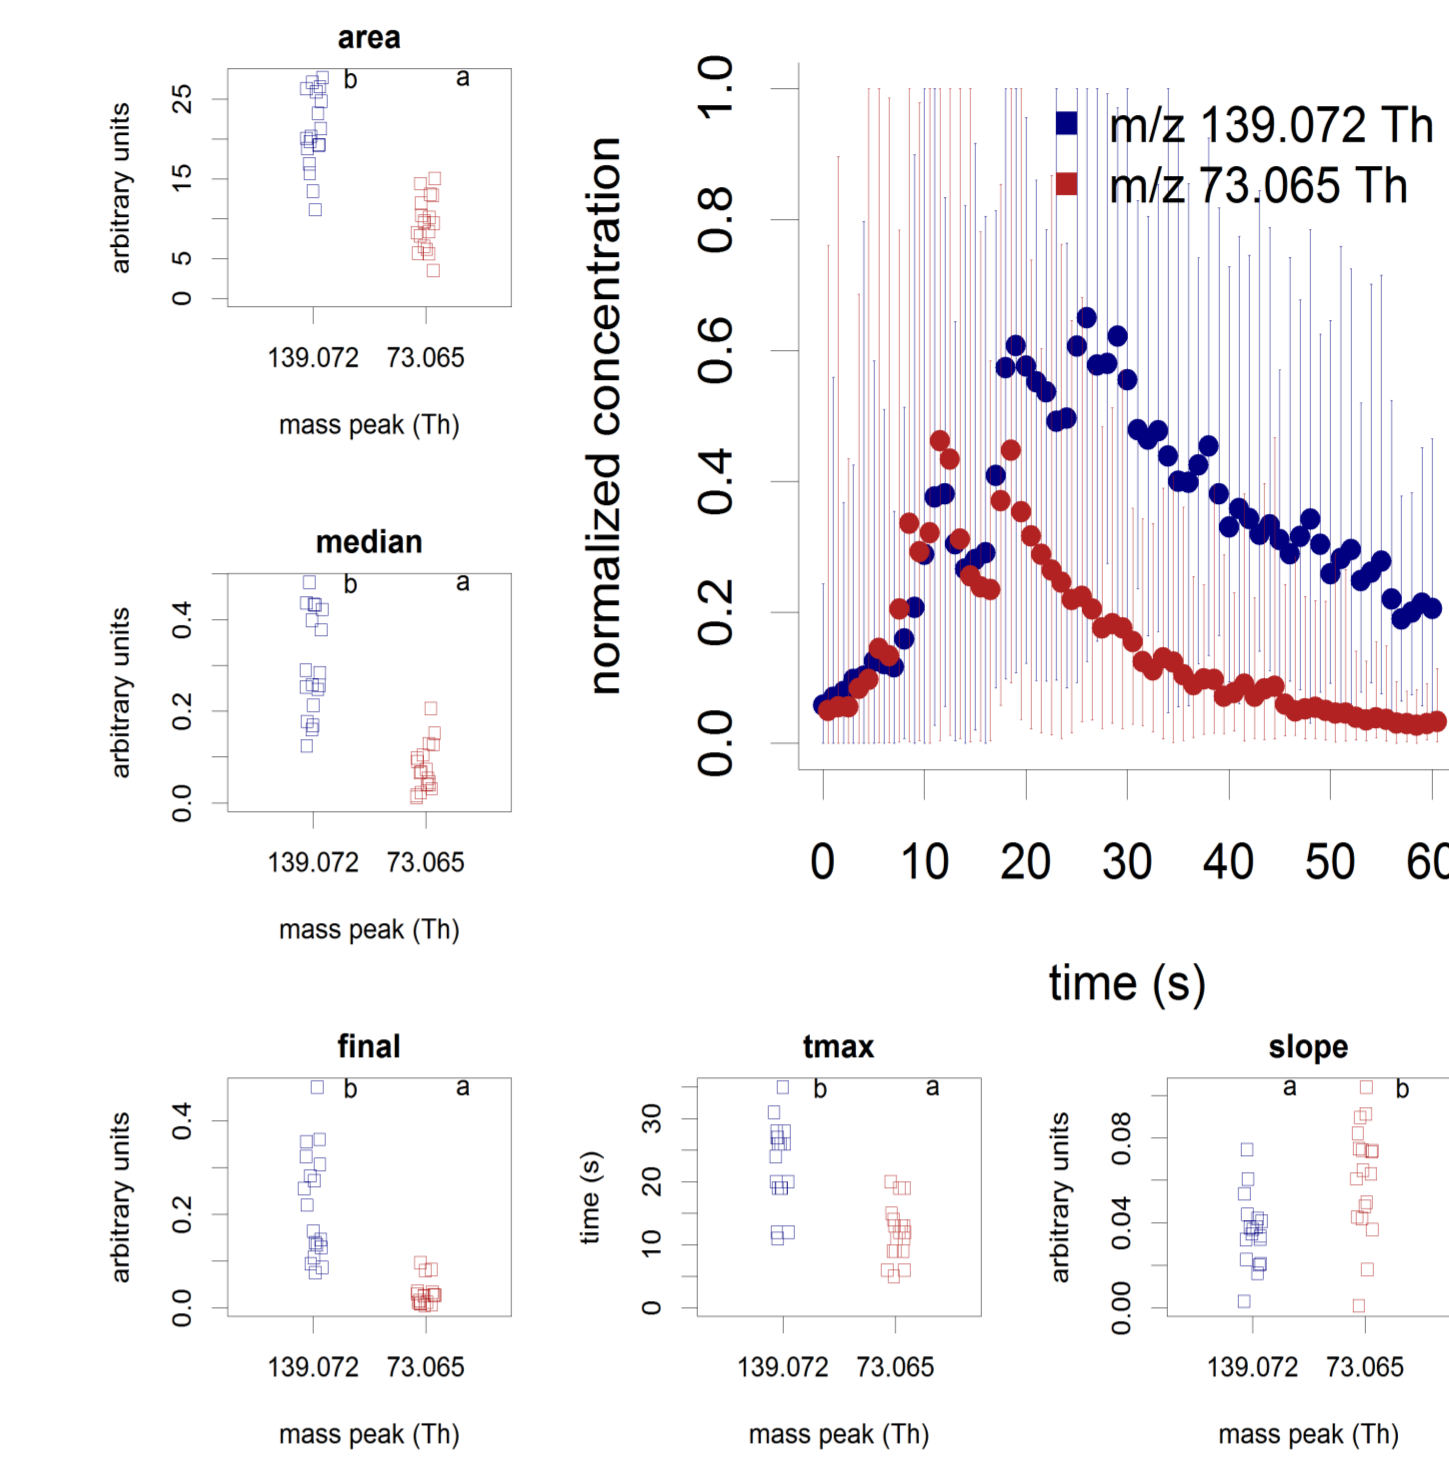 area
arbitrary units
0
5
15
25
b
a
139.072
73.065
mass peak (Th)
normalized concentration
0.0
0.2
0.4
0.6
0.8
1.0
m/z 139.072 Th
m/z 73.065 Th
0
10
20
30
40
50
60
time (s)
median
arbitrary units
0.0
0.2
0.4
b
a
139.072
73.065
mass peak (Th)
final
arbitrary units
0.0
0.2
0.4
b
a
139.072
73.065
mass peak (Th)
tmax
time (s)
0
10
20
30
b
a
139.072
73.065
mass peak (Th)
slope
arbitrary units
0.00
0.04
0.08
a
b
139.072
73.065
mass peak (Th)